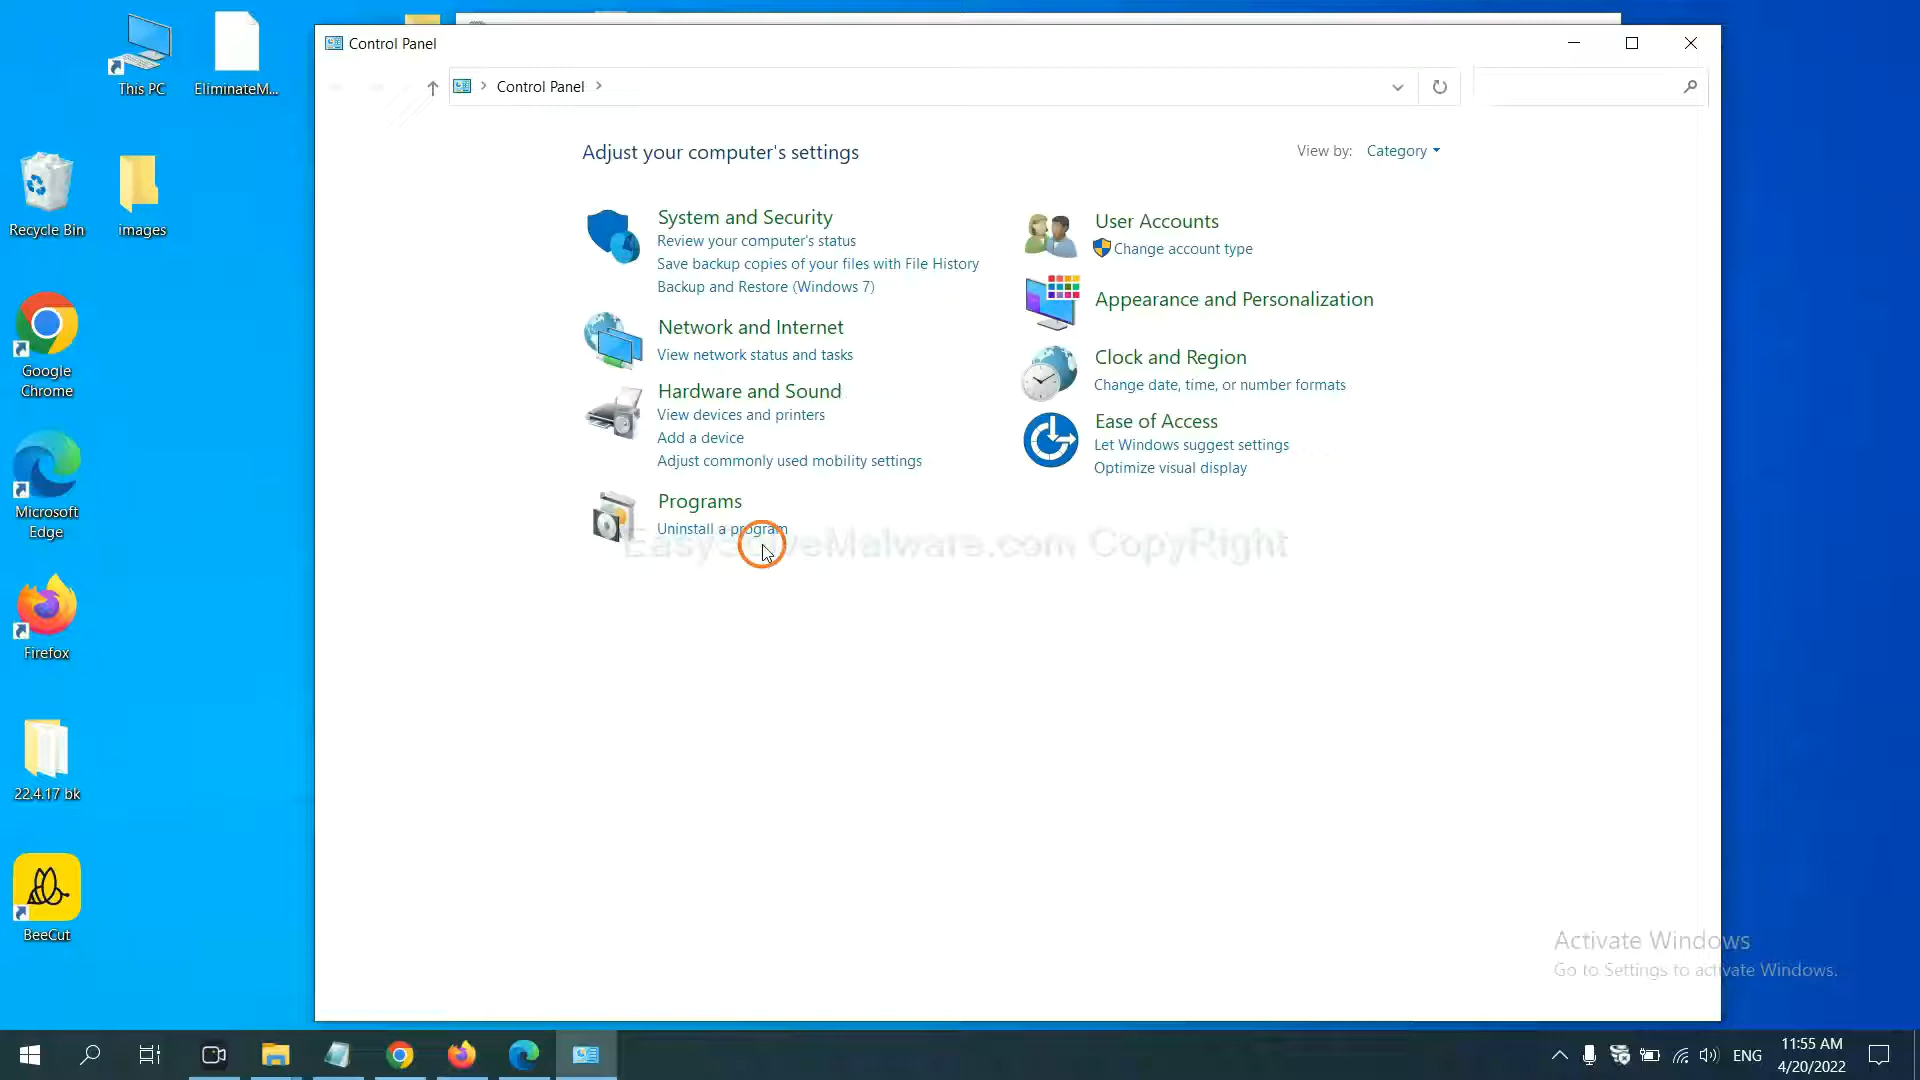 This PC
EliminateM...
Recycle Bin
images
Google
Chrome
Microsoft
Edge
Firefox
22.4.17 bk
BeeCut
Control Panel
Control Panel
Adjust your computer's settings
View by: Category
System and Security
Review your computer's status
Save backup copies of your files with File History
Backup and Restore (Windows 7)
Network and Internet
View network status and tasks
Hardware and Sound
View devices and printers
Add a device
Adjust commonly used mobility settings
Programs
Uninstall a program
User Accounts
Change account type
Appearance and Personalization
Clock and Region
Change date, time, or number formats
Ease of Access
Let Windows suggest settings
Optimize visual display
EasySolveMalware.com CopyRight
Activate Windows
Go to Settings to activate Windows.
ENG
11:55 AM
4/20/2022